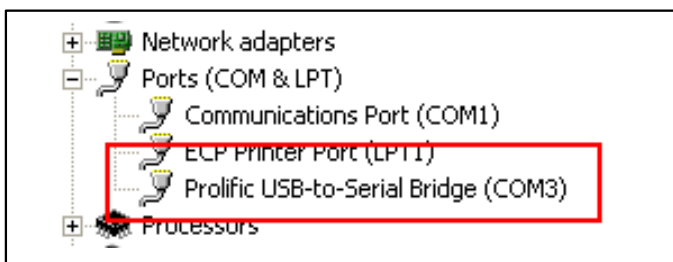 Network adapters
Ports (COM & LPT)
Communications Port (COM1)
ECP Printer Port (LPT1)
Prolific USB-to-Serial Bridge (COM3)
Processors